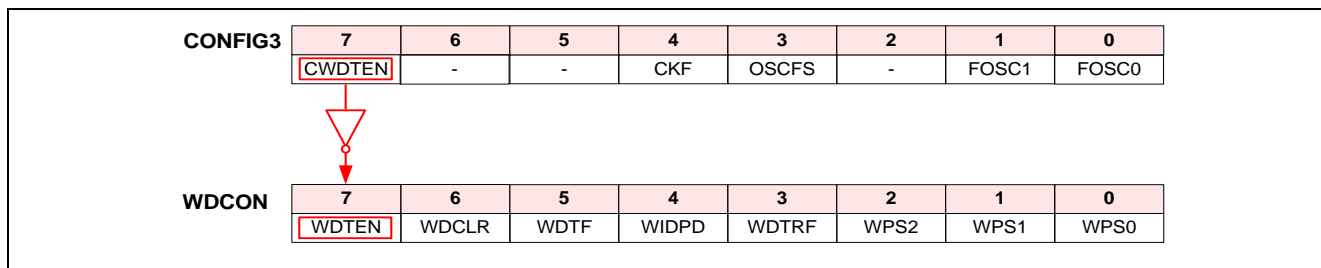 CONFIG3 7 6 5 4 3 2 1 0
CWDTEN - - CKF OSCFS - FOSC1 FOSC0
WDCON 7 6 5 4 3 2 1 0
WDTEN WDCLR WDTF WIDPD WDTRF WPS2 WPS1 WPS0